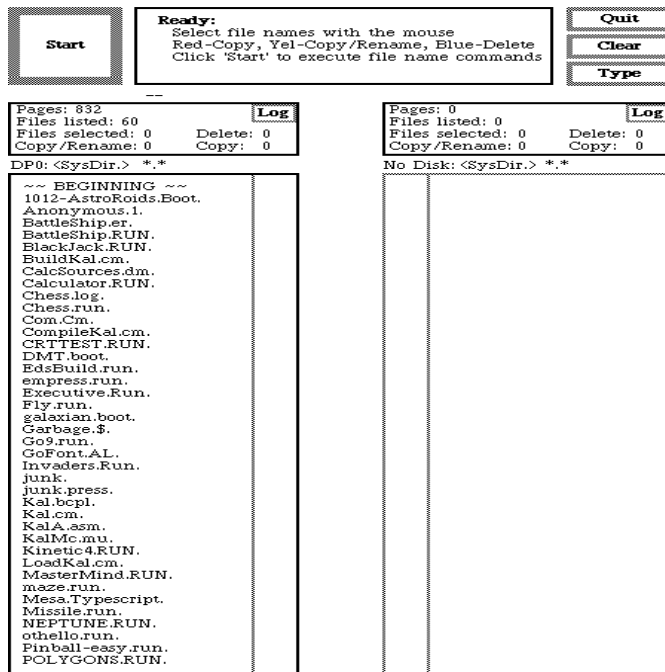 Start
Ready:
Select file names with the mouse
Red-Copy, Yel-Copy/Rename, Blue-Delete
Click 'Start' to execute file name commands
Quit
Clear
Type
Pages: 832
Log
Files listed: 60
Files selected: 0 Delete: 0
Copy/Rename: 0 Copy: 0
DP0: <SysDir.> *.*
Pages: 0
Log
Files listed: 0
Files selected: 0 Delete: 0
Copy/Rename: 0 Copy: 0
No Disk: <SysDir.> *.*
~~ BEGINNING ~~
1012-AstroRoids.Boot.
Anonymous.1.
BattleShip.er.
BattleShip.RUN.
BlackJack.RUN.
BuildKal.cm.
CalcSources.dm.
Calculator.RUN.
Chess.log.
Chess.run.
Com.Cm.
CompileKal.cm.
CRTTEST.RUN.
DMT.boot.
EdsBuild.run.
empress.run.
Executive.Run.
Fly.run.
galaxian.boot.
Garbage.$.
Go9.run.
GoFont.AL.
Invaders.Run.
junk.
junk.press.
Kal.bcpl.
Kal.cm.
KalA.asm.
KalMc.mu.
Kinetic4.RUN.
LoadKal.cm.
MasterMind.RUN.
maze.run.
Mesa.Typescript.
Missile.run.
NEPTUNE.RUN.
othello.run.
Pinball-easy.run.
POLYGONS.RUN.